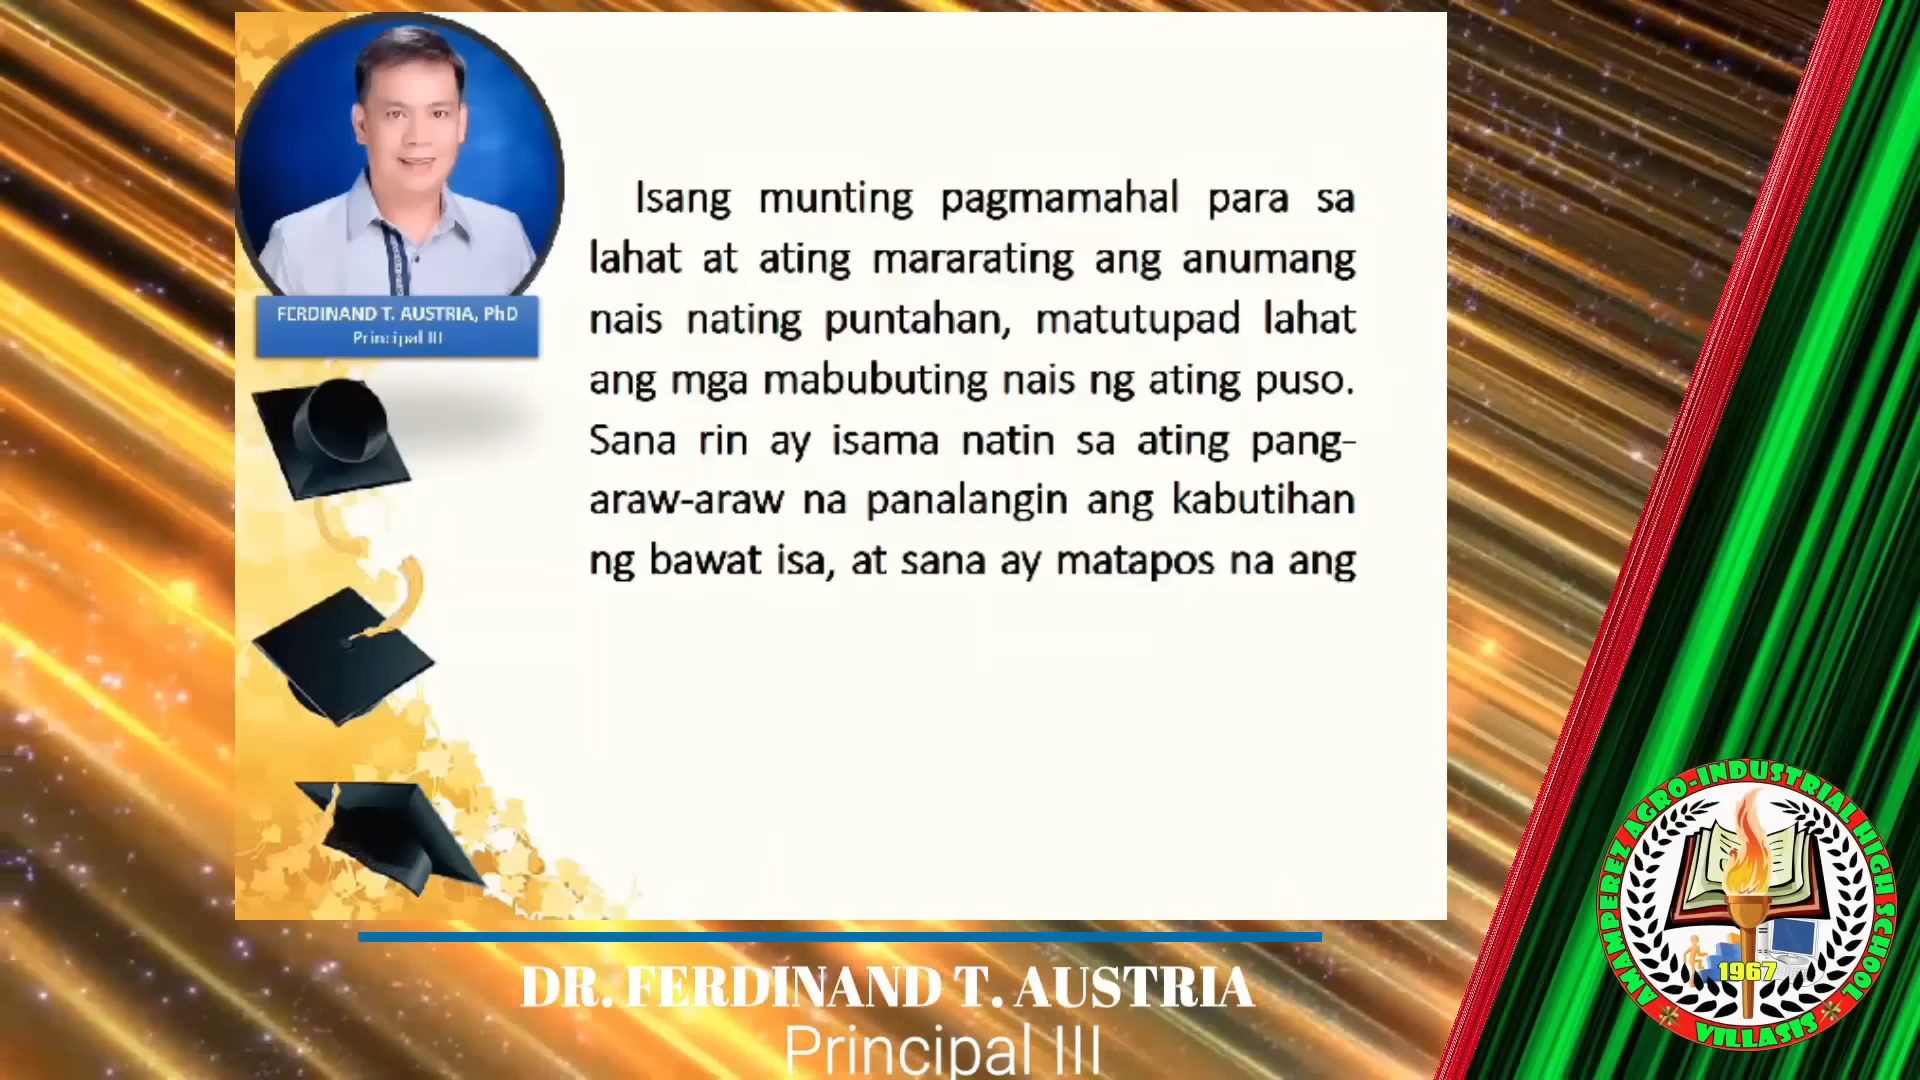 FERDINAND T. AUSTRIA, PhD
Principal III
Isang munting pagmamahal para sa
lahat at ating mararating ang anumang
nais nating puntahan, matutupad lahat
ang mga mabubuting nais ng ating puso.
Sana rin ay isama natin sa ating pang-
araw-araw na panalangin ang kabutihan
ng bawat isa, at sana ay matapos na ang
DR. FERDINAND T. AUSTRIA
Principal III
AMAMPEREZ AGRO-INDUSTRIAL HIGH SCHOOL
1967
VILLASIS